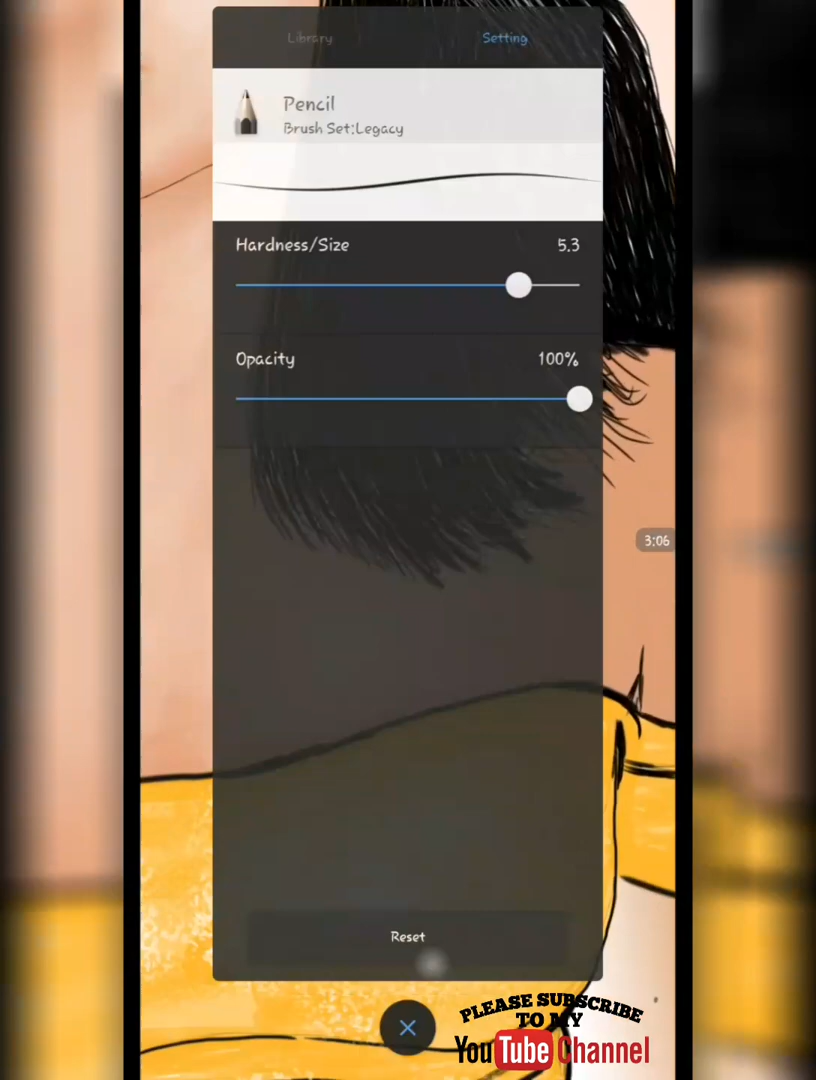 Library Setting
Pencil
Brush Set:Legacy
Hardness/Size 5.3
Opacity 100%
3:06
Reset
PLEASE SUBSCRIBE
TO MY
YouTube Channel